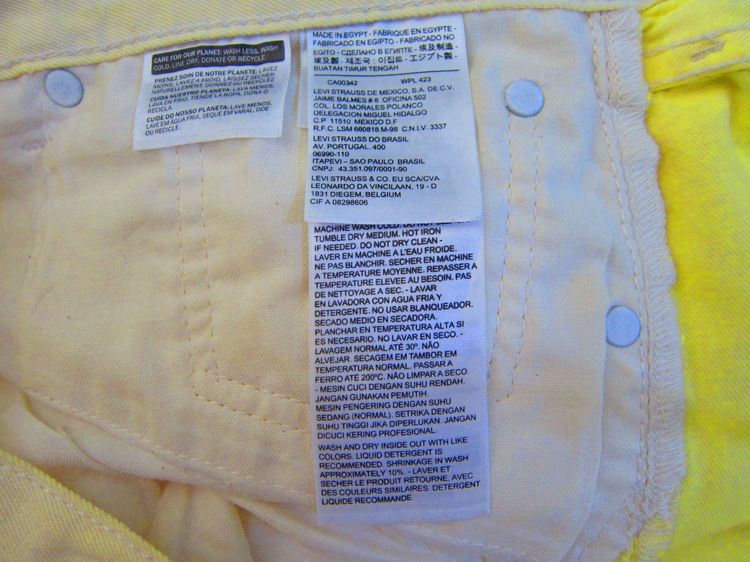 CARE FOR OUR PLANET: WASH LESS, WASH
COLD, LINE DRY, DONATE OR RECYCLE
PRENEZ SOIN DE NOTRE PLANETE: LAVEZ
MOINS, LAVEZ A FROID, LAISSEZ SECHER
NATURELLEMENT, DONNEZ OU RECYCLEZ
CUIDA NUESTRO PLANETA: LAVA MENOS,
LAVA EN FRIO, TIENDE LA ROPA, DONA O
RECICLA
CUIDE DO NOSSO PLANETA: LAVE MENOS,
LAVE EM ÁGUA FRIA, SEQUE EM VARAL, DOE
OU RECICLE.
MADE IN EGYPT - FABRIQUE EN EGYPTE -
FABRICADO EN EGIPTO - FABRICADO NO
EGITO - СДЕЛАНО В ЕГИПТЕ - 埃及制造 -
埃及製 - 제조국: 이집트 - エジプト製 -
BUATAN TIMUR TENGAH
CA00342 WPL 423
LEVI STRAUSS DE MEXICO, S.A. DE C.V.
JAIME BALMES # 8 OFICINA 502
COL. LOS MORALES POLANCO
DELEGACION MIGUEL HIDALGO
C.P 11510 MEXICO D.F
R.F.C. LSM 660818 M-98 C.N.I.V. 3337
LEVI STRAUSS DO BRASIL
AV. PORTUGAL, 400
06990-110
ITAPEVI – SAO PAULO BRASIL
CNPJ: 43.351.097/0001-90
LEVI STRAUSS & CO. EU SCA/CVA
LEONARDO DA VINCILAAN, 19 - D
1831 DIEGEM, BELGIUM
CIF A 08298606
MACHINE WASH COLD. DO NOT
TUMBLE DRY MEDIUM. HOT IRON
IF NEEDED. DO NOT DRY CLEAN -
LAVER EN MACHINE A L'EAU FROIDE.
NE PAS BLANCHIR. SECHER EN MACHINE
A TEMPERATURE MOYENNE. REPASSER A
TEMPERATURE ELEVEE AU BESOIN. PAS
DE NETTOYAGE A SEC. - LAVAR
EN LAVADORA CON AGUA FRIA Y
DETERGENTE. NO USAR BLANQUEADOR.
SECADO MEDIO EN SECADORA.
PLANCHAR EN TEMPERATURA ALTA SI
ES NECESARIO. NO LAVAR EN SECO. -
LAVAGEM NORMAL ATÉ 30º. NÃO
ALVEJAR. SECAGEM EM TAMBOR EM
TEMPERATURA NORMAL. PASSAR A
FERRO ATÉ 200ºC. NÃO LIMPAR A SECO.
- MESIN CUCI DENGAN SUHU RENDAH.
JANGAN GUNAKAN PEMUTIH.
MESIN PENGERING DENGAN SUHU
SEDANG (NORMAL). SETRIKA DENGAN
SUHU TINGGI JIKA DIPERLUKAN. JANGAN
DICUCI KERING PROFESIONAL.
WASH AND DRY INSIDE OUT WITH LIKE
COLORS. LIQUID DETERGENT IS
RECOMMENDED. SHRINKAGE IN WASH
APPROXIMATELY 10%. - LAVER ET
SECHER LE PRODUIT RETOURNE, AVEC
DES COULEURS SIMILAIRES. DETERGENT
LIQUIDE RECOMMANDE.